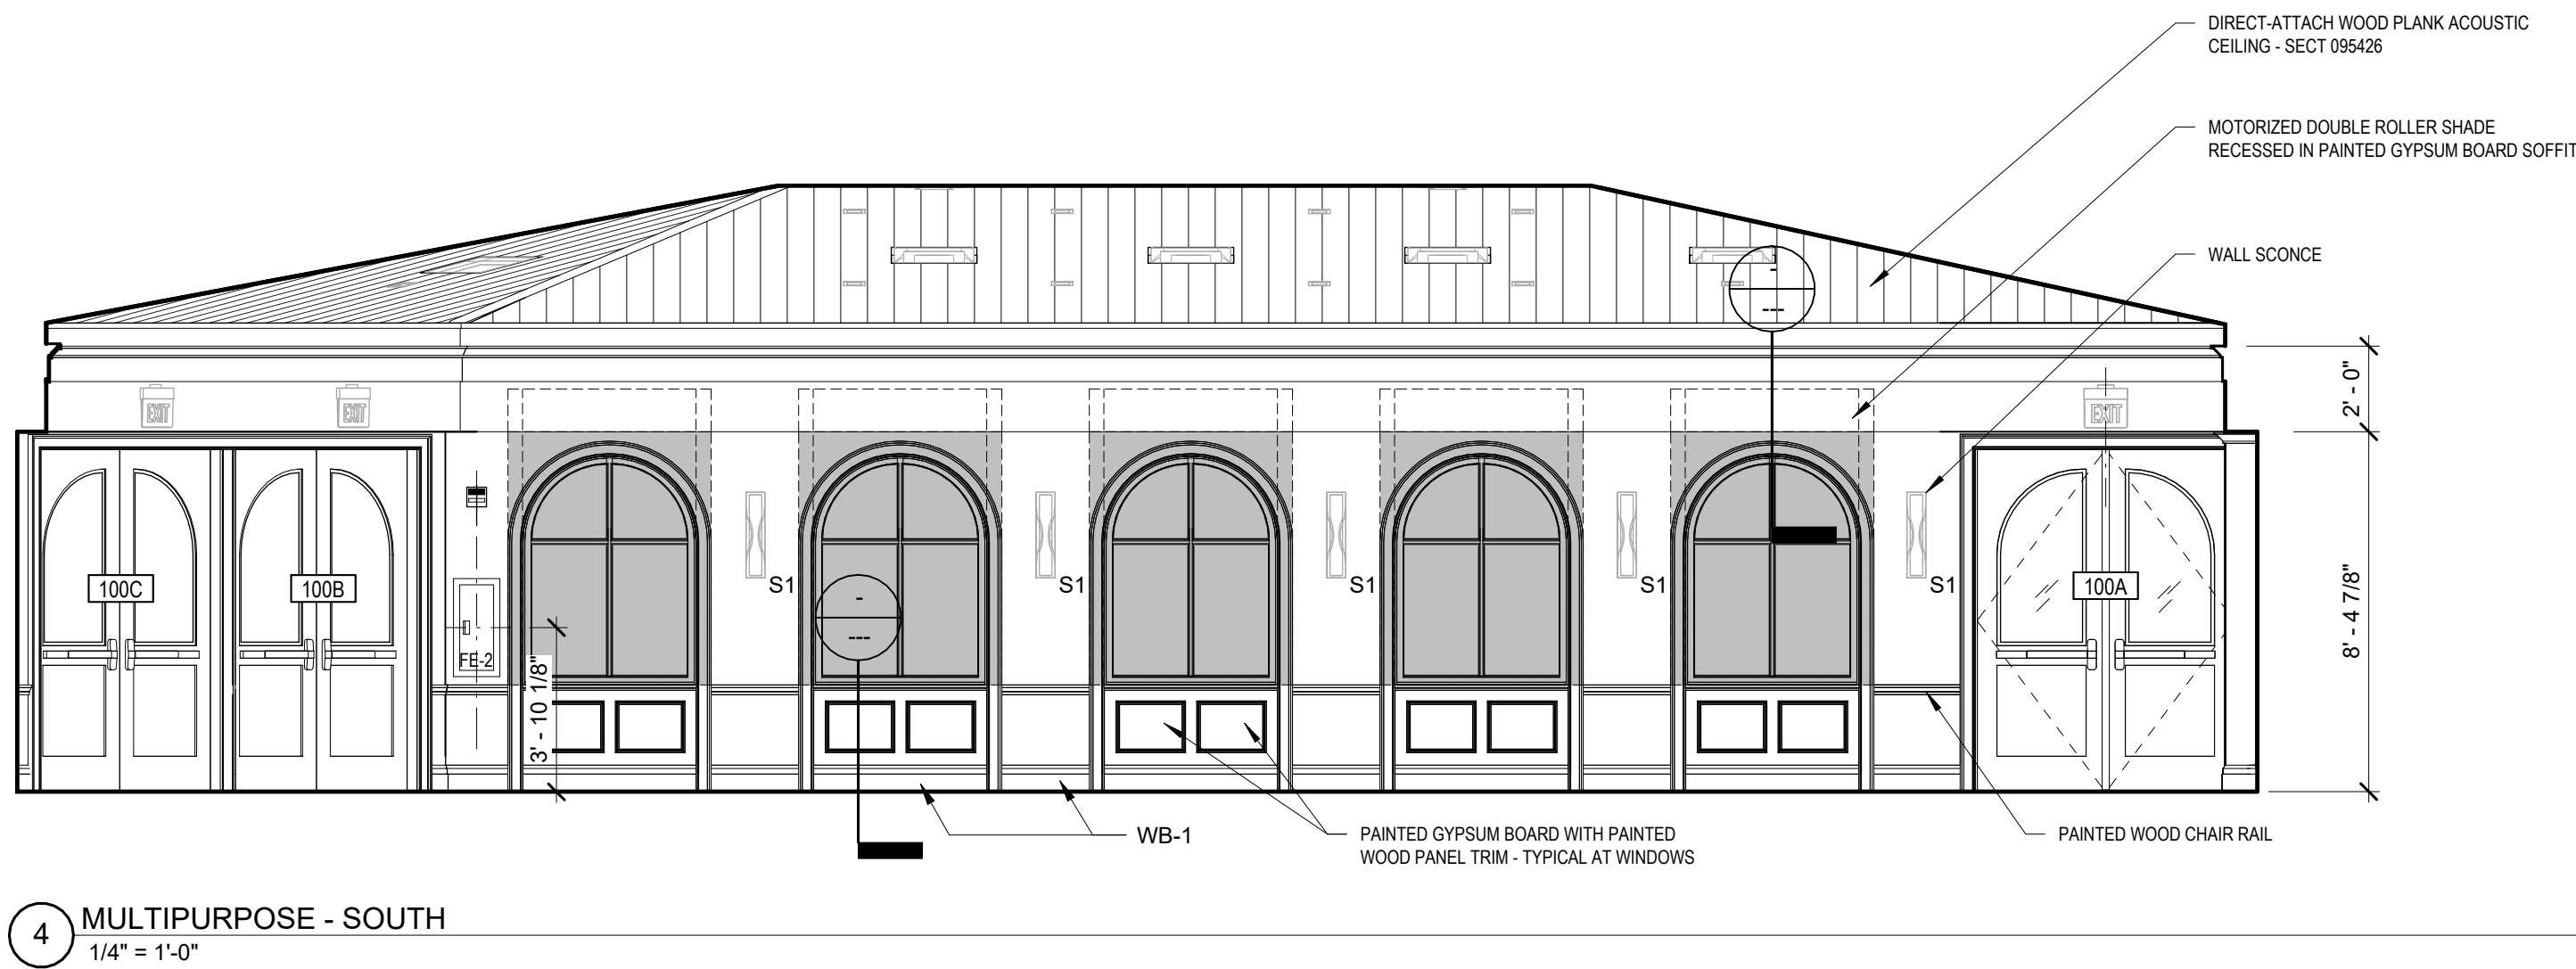 DIRECT-ATTACH WOOD PLANK ACOUSTIC
CEILING - SECT 095426
MOTORIZED DOUBLE ROLLER SHADE
RECESSED IN PAINTED GYPSUM BOARD SOFFIT
WALL SCONCE
-
---
2' - 0"
EXIT
EXIT
EXIT
8' - 4 7/8"
100C
100B
S1
S1
S1
S1
S1
100A
-
---
FE-2
3' - 10 1/8"
WB-1
PAINTED GYPSUM BOARD WITH PAINTED
WOOD PANEL TRIM - TYPICAL AT WINDOWS
PAINTED WOOD CHAIR RAIL
4
MULTIPURPOSE - SOUTH
1/4" = 1'-0"